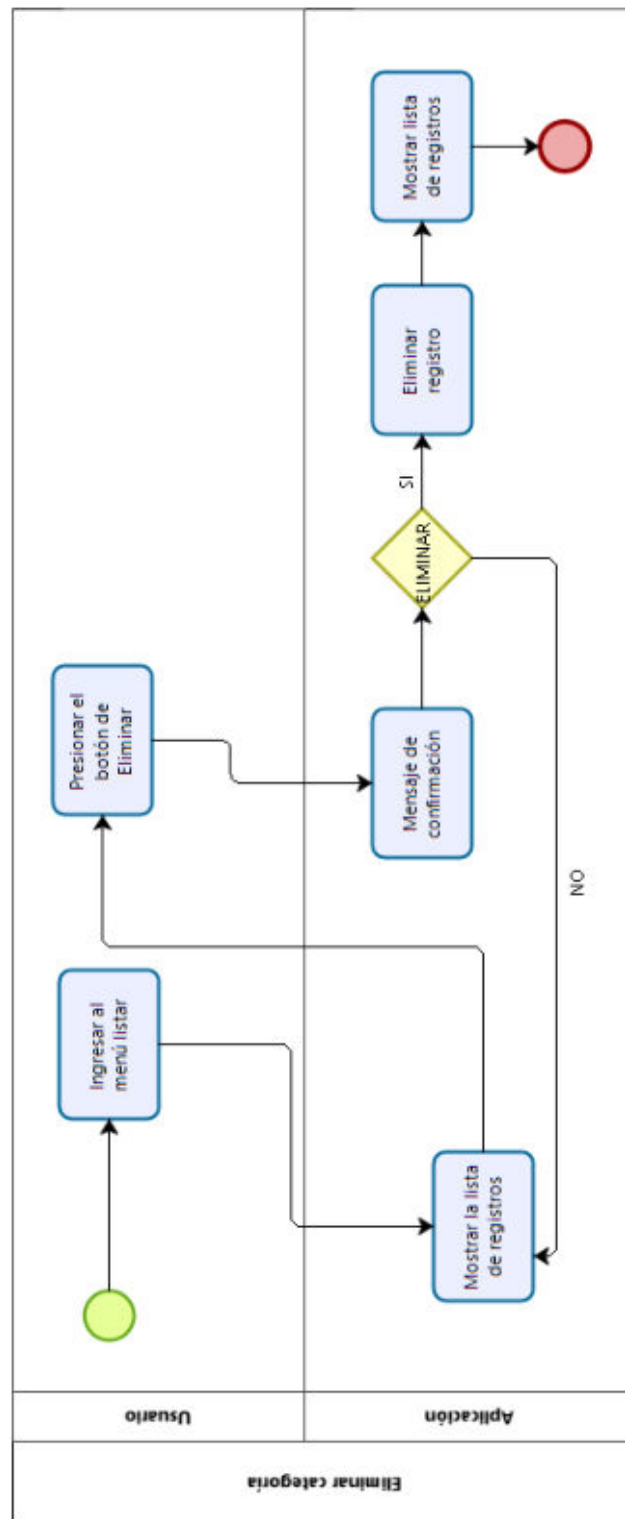 Eliminar categoría
Usuario
Aplicación
Ingresar al
menú listar
Mostrar la lista
de registros
Presionar el
botón de
Eliminar
Mensaje de
confirmación
ELIMINAR
SI
NO
Eliminar
registro
Mostrar lista
de registros